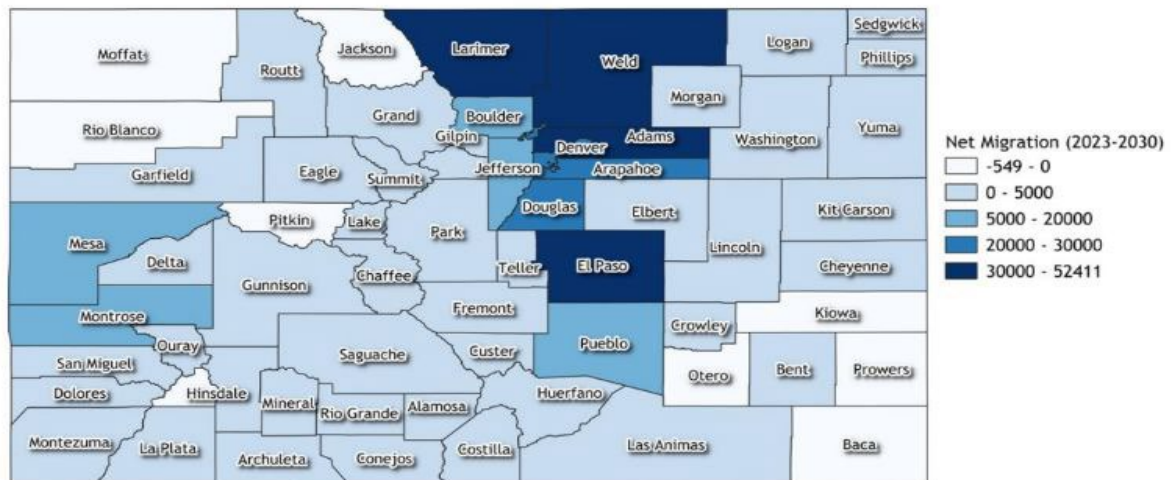 Sedgwick
Logan
Larimer
Jackson
Weld
Moffat
Phillips
Routt
Morgan
Grand
Boulder
Yuma
Rio Blanco
Gilpin
Adams
Washington
Denver
Jefferson
Arapahoe
Garfield
Eagle
Summit
Douglas
Elbert
Kit Carson
Pitkin
Lake
Park
Lincoln
Mesa
Delta
Teller
El Paso
Cheyenne
Chaffee
Gunnison
Fremont
Montrose
Kiowa
Crowley
Ouray
Pueblo
Saguache
Custer
San Miguel
Otero
Bent
Prowers
Dolores
Hinsdale
Mineral
Huerfano
Rio Grande
Alamosa
Montezuma
La Plata
Costilla
Las Animas
Baca
Archuleta
Conejos
Net Migration (2023-2030)
-549 - 0
0 - 5000
5000 - 20000
20000 - 30000
30000 - 52411